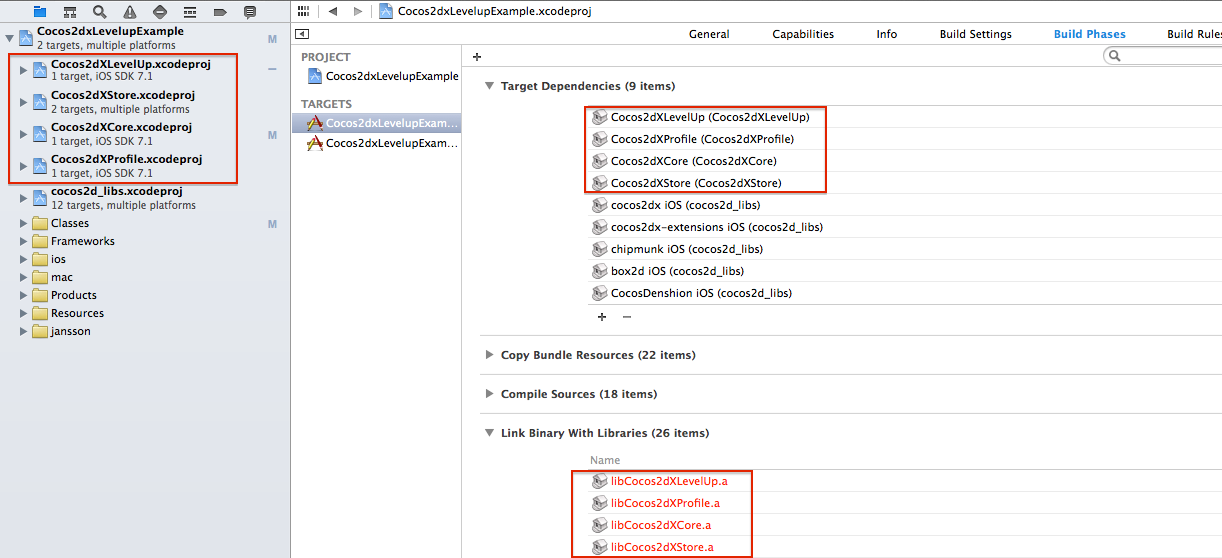 Cocos2dxLevelupExample
2 targets, multiple platforms
M
Cocos2dXLevelUp.xcodeproj
1 target, iOS SDK 7.1
Cocos2dXStore.xcodeproj
2 targets, multiple platforms
Cocos2dXCore.xcodeproj
1 target, iOS SDK 7.1
M
Cocos2dXProfile.xcodeproj
1 target, iOS SDK 7.1
cocos2d_libs.xcodeproj
12 targets, multiple platforms
Classes
M
Frameworks
ios
mac
Products
Resources
jansson
Cocos2dxLevelupExample.xcodeproj
General Capabilities Info Build Settings Build Phases Build Rules
PROJECT
Cocos2dxLevelupExample
TARGETS
Cocos2dxLevelupExam...
Cocos2dxLevelupExam...
Target Dependencies (9 items)
Cocos2dXLevelUp (Cocos2dXLevelUp)
Cocos2dXProfile (Cocos2dXProfile)
Cocos2dXCore (Cocos2dXCore)
Cocos2dXStore (Cocos2dXStore)
cocos2dx iOS (cocos2d_libs)
cocos2dx-extensions iOS (cocos2d_libs)
chipmunk iOS (cocos2d_libs)
box2d iOS (cocos2d_libs)
CocosDenshion iOS (cocos2d_libs)
Copy Bundle Resources (22 items)
Compile Sources (18 items)
Link Binary With Libraries (26 items)
Name
libCocos2dXLevelUp.a
libCocos2dXProfile.a
libCocos2dXCore.a
libCocos2dXStore.a